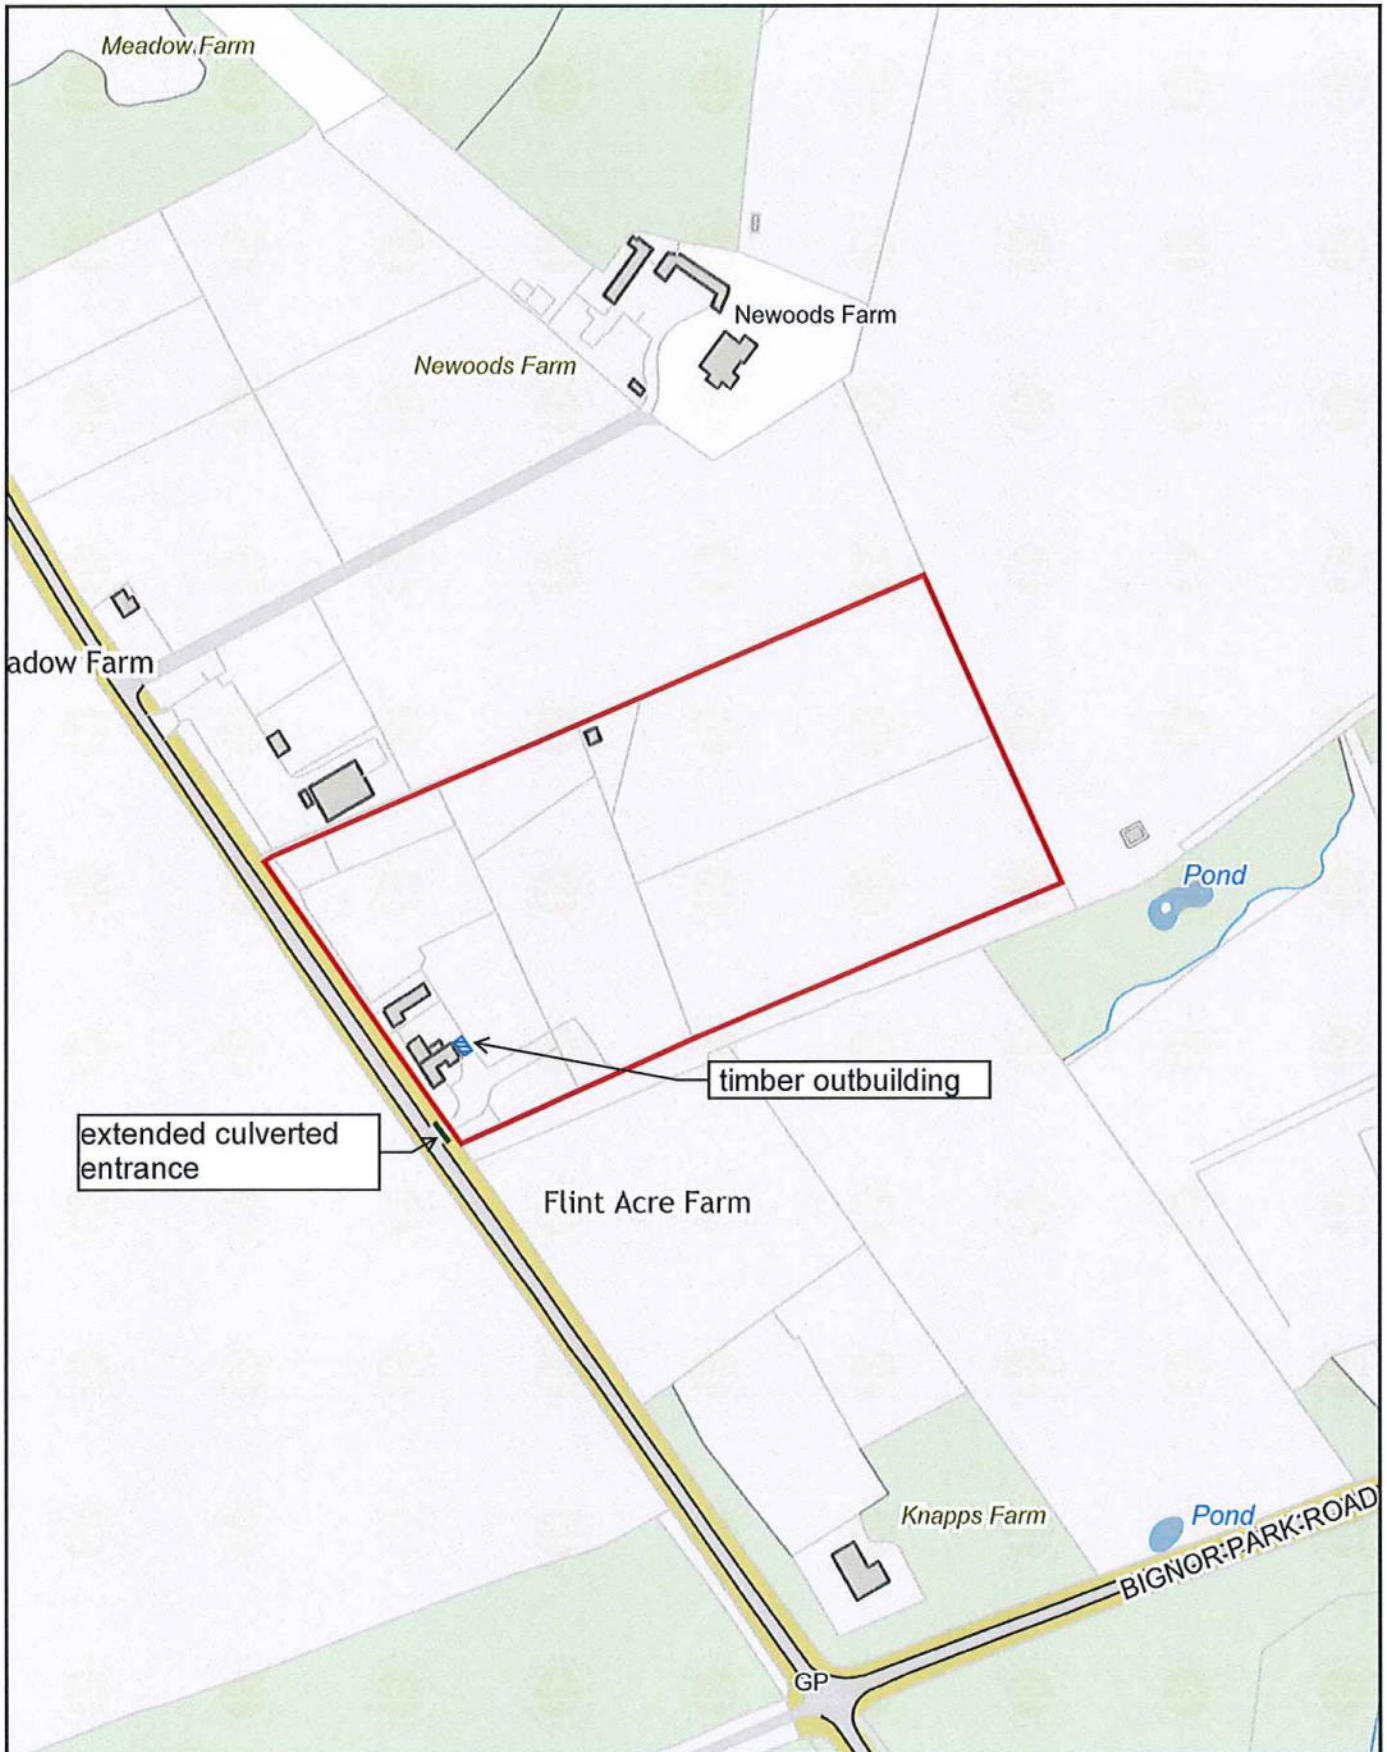 Meadow Farm
Newoods Farm
Newoods Farm
adow Farm
Pond
timber outbuilding
extended culverted
entrance
Flint Acre Farm
Knapps Farm
Pond
BIGNOR PARK ROAD
GP